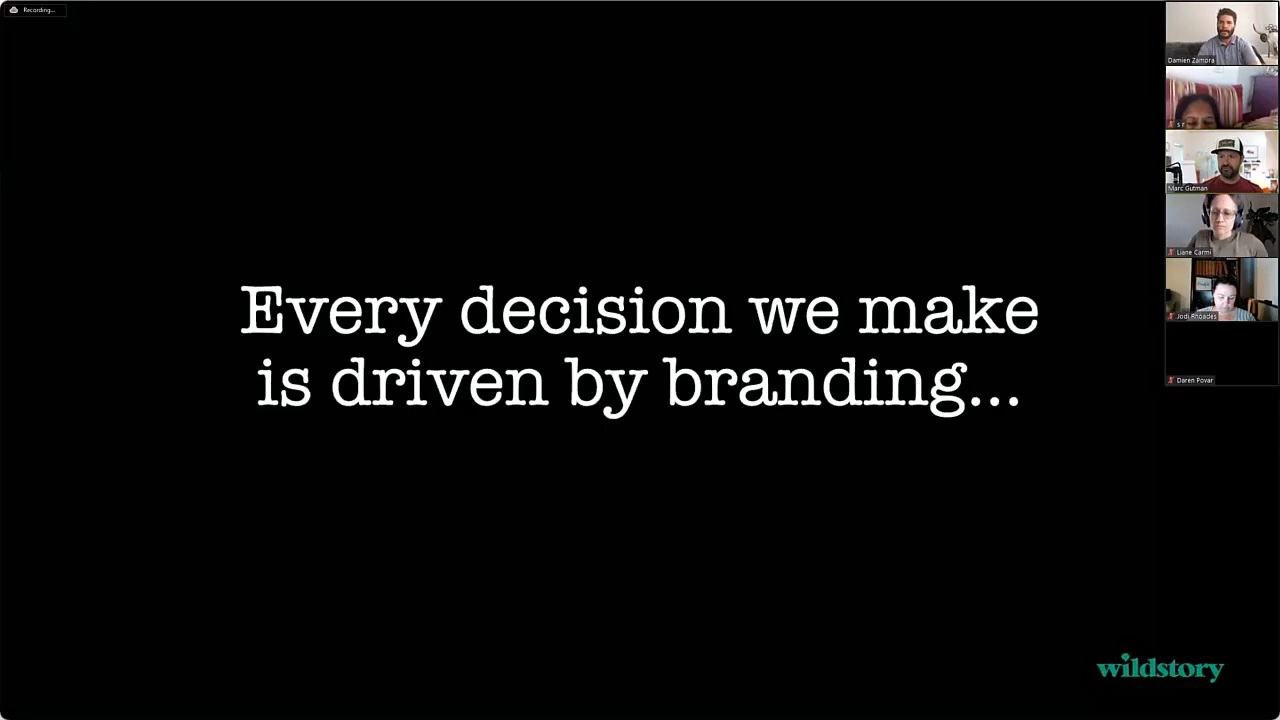 Recording...
Every decision we make
is driven by branding...
wildstory
Damien Zamora
s r
Marc Gutman
Liane Carmi
Jodi Rhoades
Daren Povar